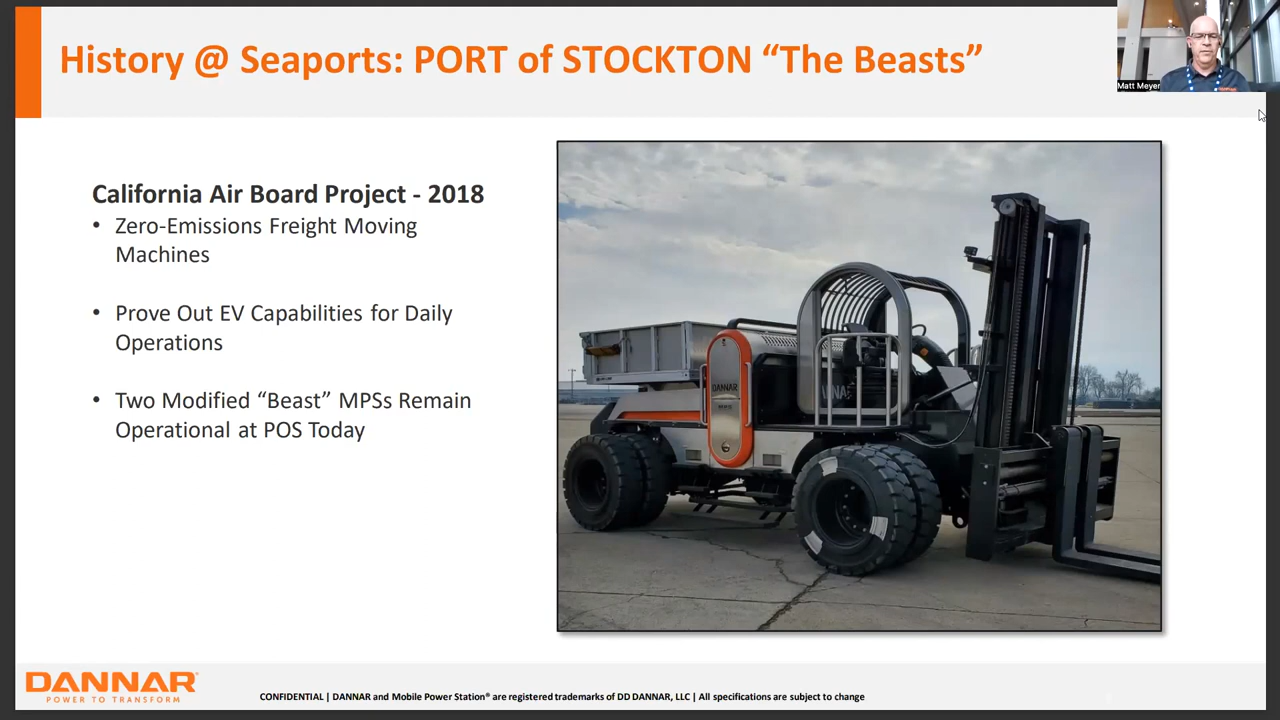 History @ Seaports: PORT of STOCKTON “The Beasts”
Matt Meyer
California Air Board Project - 2018
• Zero-Emissions Freight Moving
Machines
• Prove Out EV Capabilities for Daily
Operations
• Two Modified “Beast” MPSs Remain
Operational at POS Today
DANNAR
DANNAR
POWER TO TRANSFORM
CONFIDENTIAL | DANNAR and Mobile Power Station® are registered trademarks of DD DANNAR, LLC | All specifications are subject to change